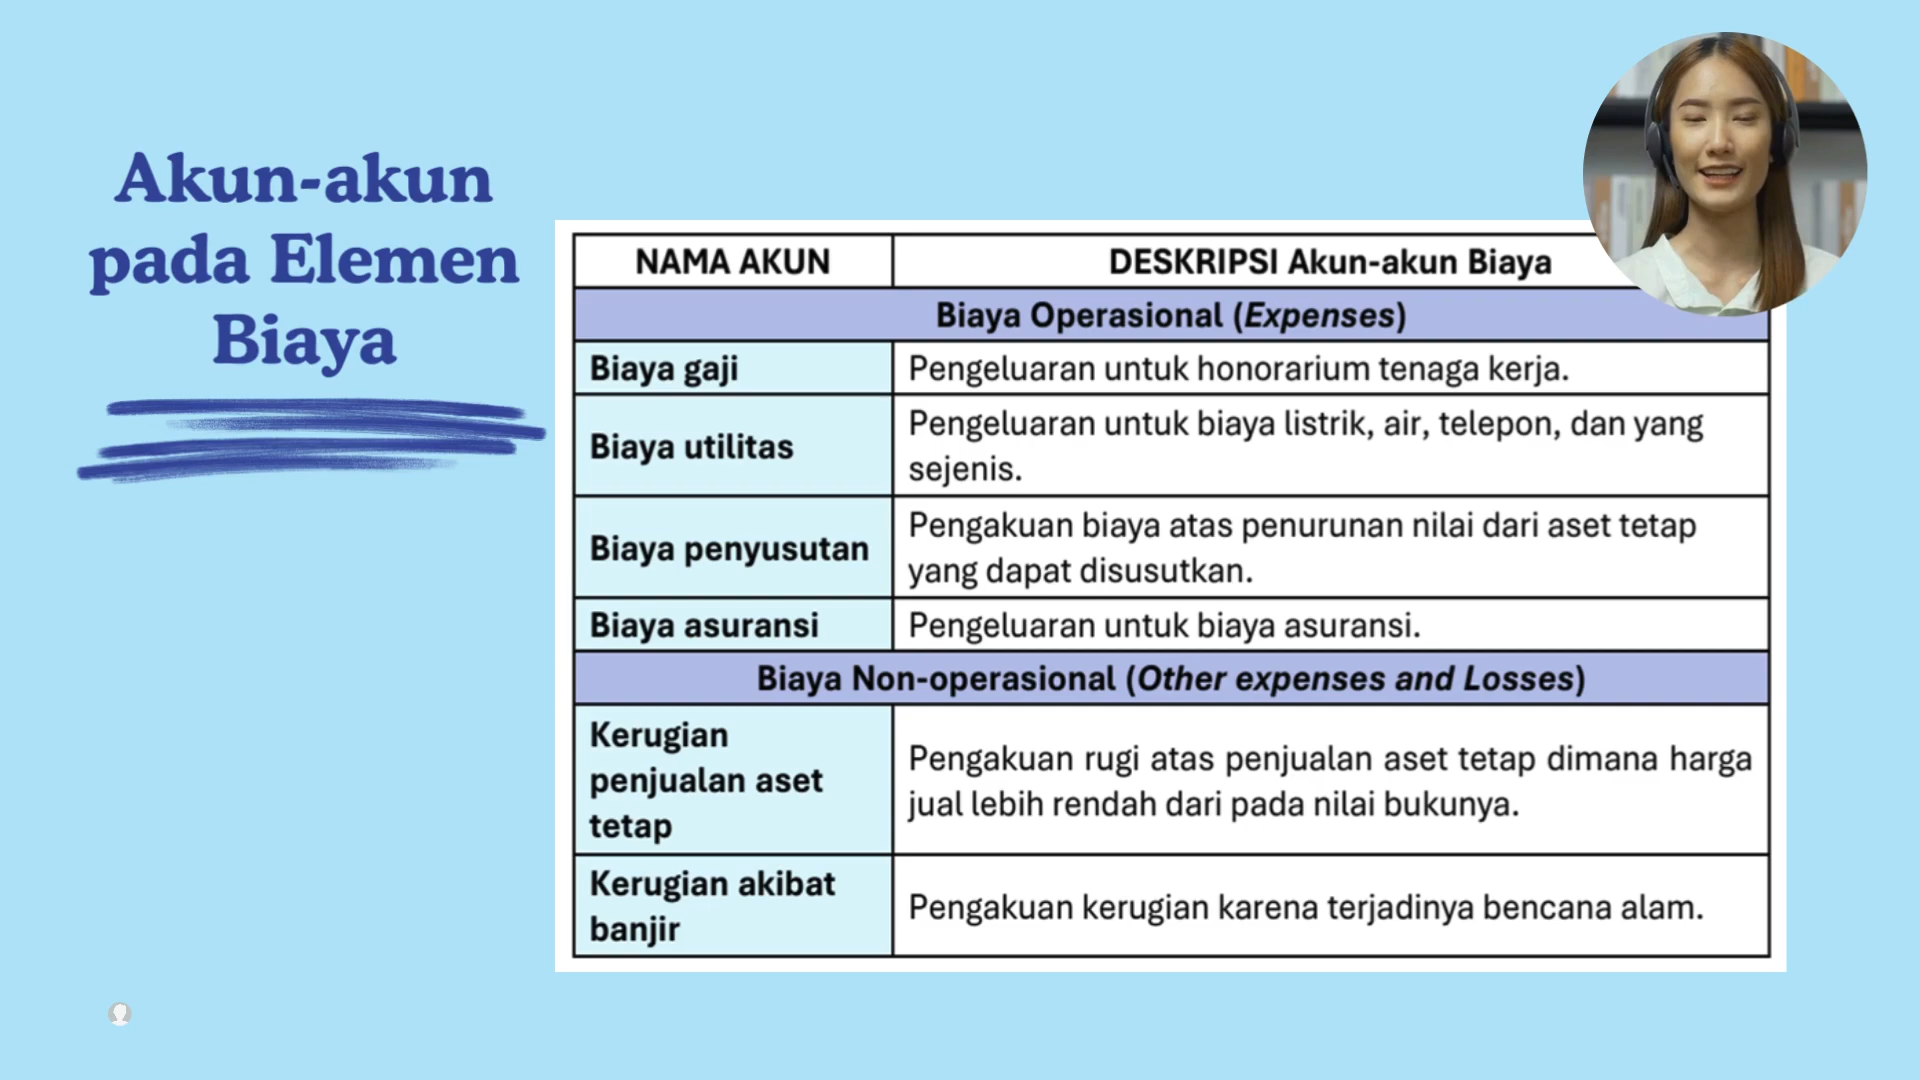 Akun-akun
pada Elemen
Biaya
NAMA AKUN
DESKRIPSI Akun-akun Biaya
Biaya Operasional (Expenses)
Biaya gaji
Pengeluaran untuk honorarium tenaga kerja.
Biaya utilitas
Pengeluaran untuk biaya listrik, air, telepon, dan yang
sejenis.
Biaya penyusutan
Pengakuan biaya atas penurunan nilai dari aset tetap
yang dapat disusutkan.
Biaya asuransi
Pengeluaran untuk biaya asuransi.
Biaya Non-operasional (Other expenses and Losses)
Kerugian
penjualan aset
tetap
Pengakuan rugi atas penjualan aset tetap dimana harga
jual lebih rendah dari pada nilai bukunya.
Kerugian akibat
banjir
Pengakuan kerugian karena terjadinya bencana alam.